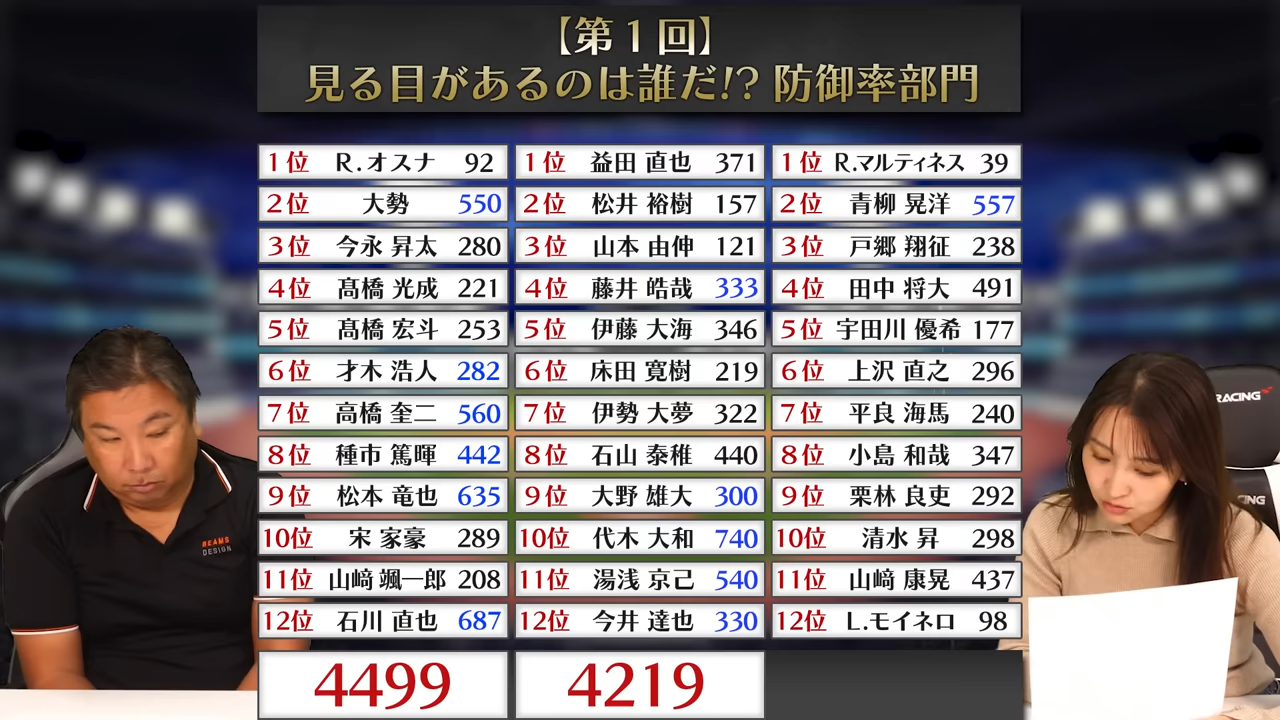 【第1回】
見る目があるのは誰だ!? 防御率部門
1位 R.オスナ 92
2位 大勢 550
3位 今永 昇太 280
4位 髙橋 光成 221
5位 髙橋 宏斗 253
6位 才木 浩人 282
7位 高橋 奎二 560
8位 種市 篤暉 442
9位 松本 竜也 635
10位 宋 家豪 289
11位 山﨑 颯一郎 208
12位 石川 直也 687
4499
1位 益田 直也 371
2位 松井 裕樹 157
3位 山本 由伸 121
4位 藤井 皓哉 333
5位 伊藤 大海 346
6位 床田 寛樹 219
7位 伊勢 大夢 322
8位 石山 泰稚 440
9位 大野 雄大 300
10位 代木 大和 740
11位 湯浅 京己 540
12位 今井 達也 330
4219
1位 R.マルティネス 39
2位 青柳 晃洋 557
3位 戸郷 翔征 238
4位 田中 将大 491
5位 宇田川 優希 177
6位 上沢 直之 296
7位 平良 海馬 240
8位 小島 和哉 347
9位 栗林 良吏 292
10位 清水 昇 298
11位 山﨑 康晃 437
12位 L.モイネロ 98
BEAMS
DESIGN
RACING
ING